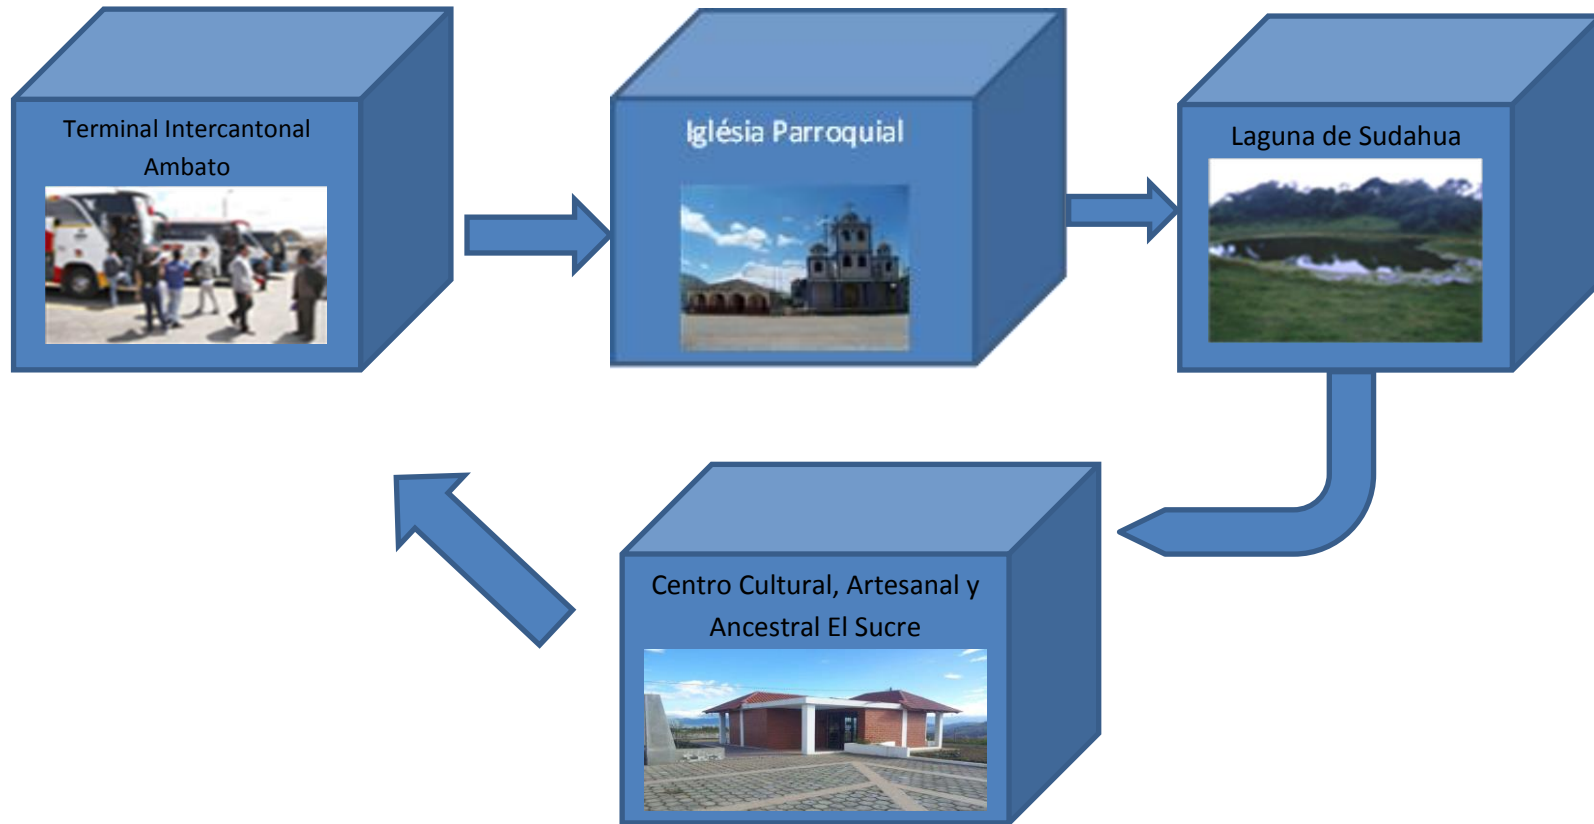 Terminal Intercantonal
Ambato
Iglésia Parroquial
Laguna de Sudahua
Centro Cultural, Artesanal y
Ancestral El Sucre